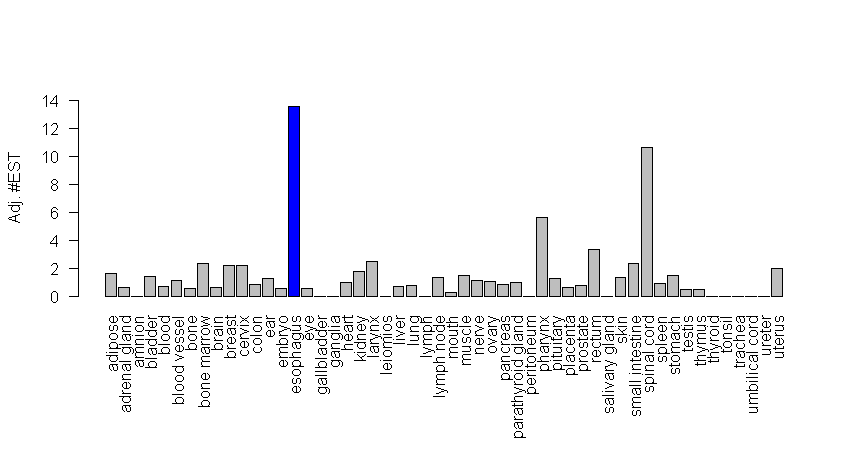 Adj. #EST
14
12
10
8
6
4
2
0
adipose
adrenal gland
amnion
bladder
blood
blood vessel
bone
bone marrow
brain
breast
cervix
colon
ear
embryo
esophagus
eye
gallbladder
ganglia
heart
kidney
larynx
leiomios
liver
lung
lymph
lymph node
mouth
muscle
nerve
ovary
pancreas
parathyroid gland
peritoneum
pharynx
pituitary
placenta
prostate
rectum
salivary gland
skin
small intestine
spinal cord
spleen
stomach
testis
thymus
thyroid
tonsil
trachea
umbilical cord
ureter
uterus